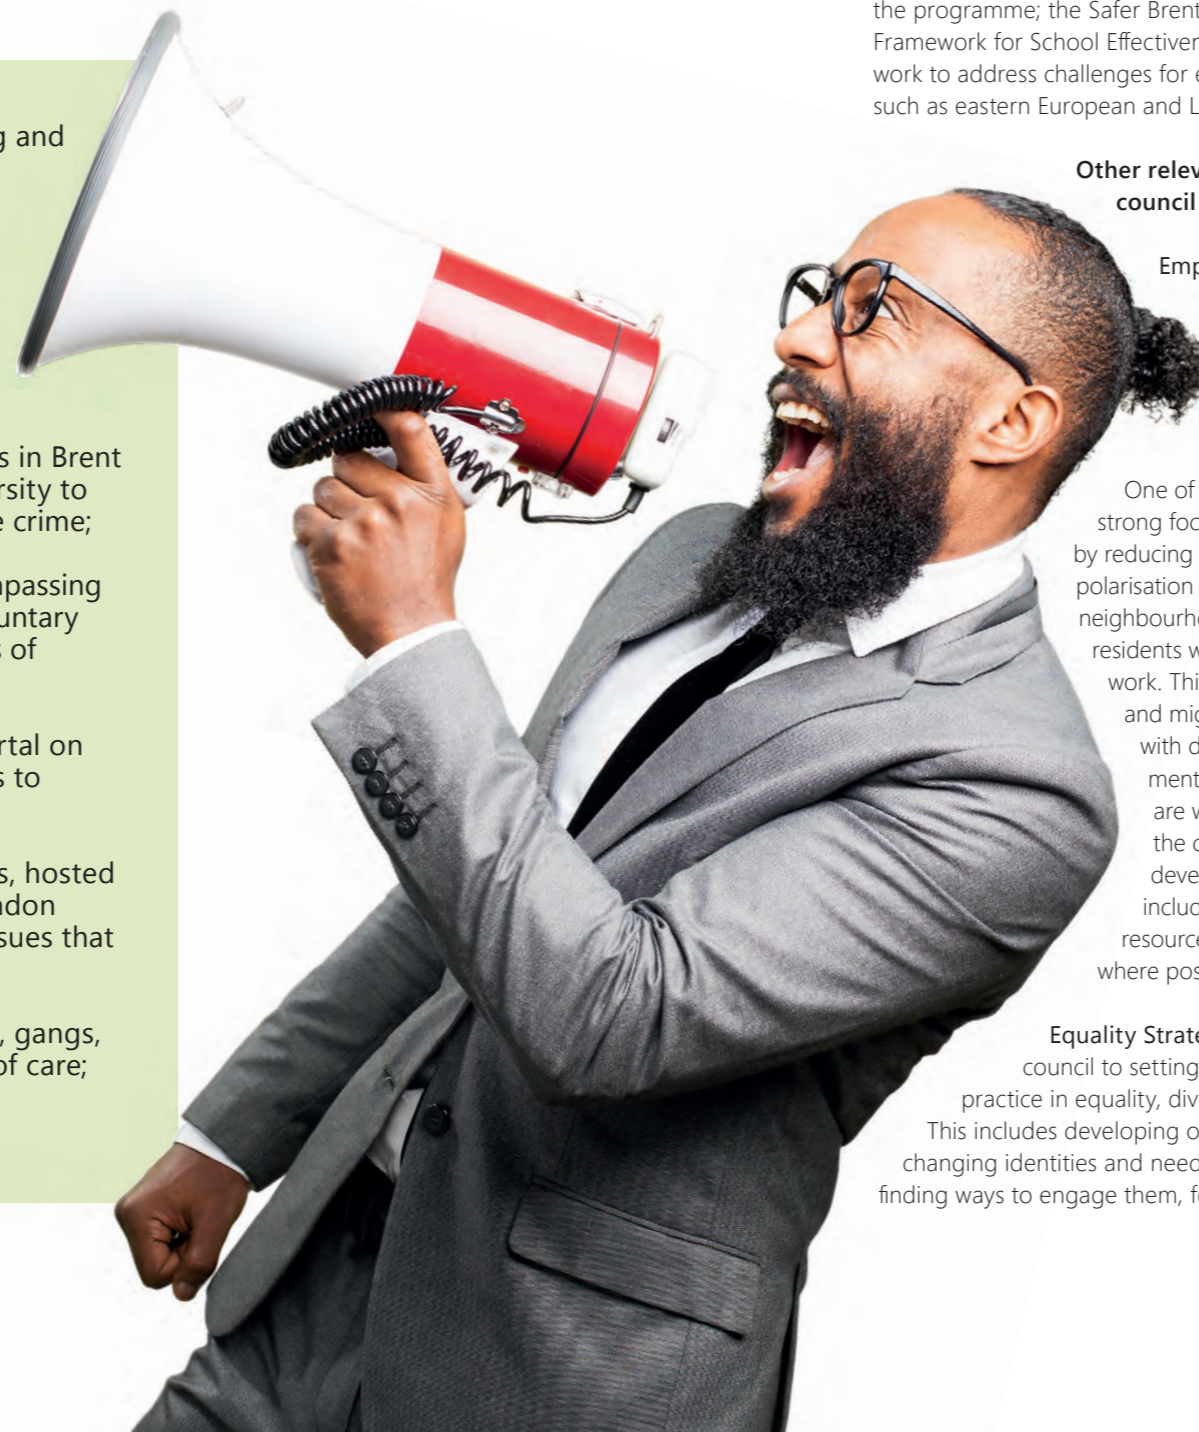 g and
s in Brent
rsity to
e crime;
npassing
untary
s of
rtal on
s to
s, hosted
ndon
sues that
, gangs,
of care;
the programme; the Safer Brent
Framework for School Effectiver
work to address challenges for e
such as eastern European and L
Other relev
council
Emp
One of
strong foc
by reducing
polarisation
neighbourho
residents w
work. Thi
and mig
with d
ment
are w
the c
deve
includ
resource
where pos
Equality Strate
council to setting
practice in equality, div
This includes developing o
changing identities and need
finding ways to engage them, fo